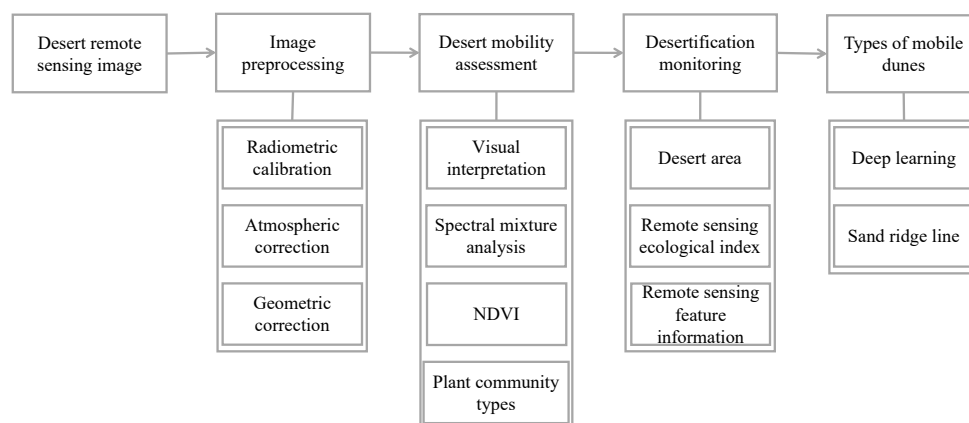 Desert remote
sensing image
Image
preprocessing
Desert mobility
assessment
Desertification
monitoring
Types of mobile
dunes
Radiometric
calibration
Atmospheric
correction
Geometric
correction
Visual
interpretation
Spectral mixture
analysis
NDVI
Plant community
types
Desert area
Remote sensing
ecological index
Remote sensing
feature
information
Deep learning
Sand ridge line